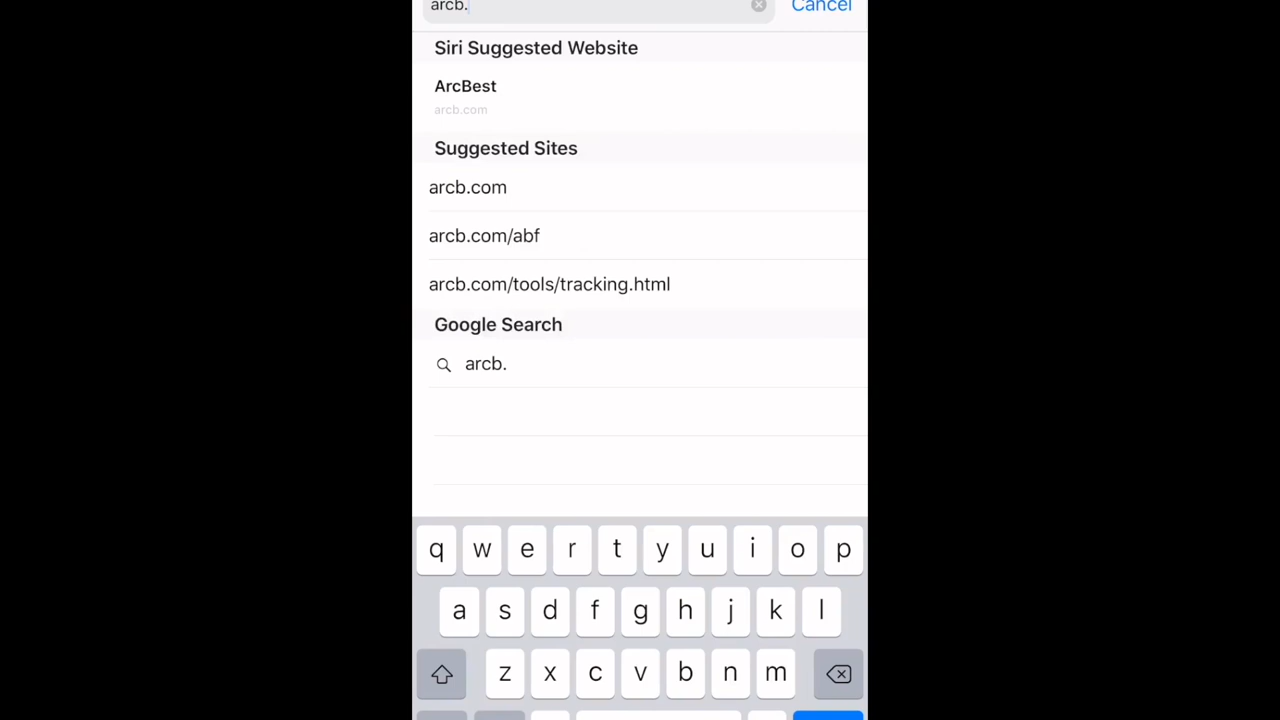 arcb. Cancel
Siri Suggested Website
ArcBest
arcb.com
Suggested Sites
arcb.com
arcb.com/abf
arcb.com/tools/tracking.html
Google Search
arcb.
q w e r t y u i o p
a s d f g h j k l
z x c v b n m